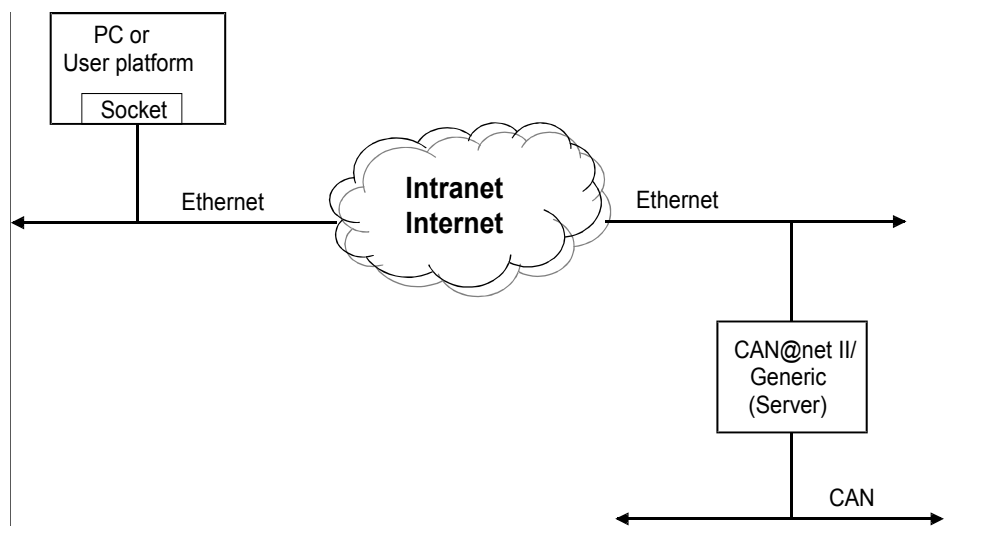 PC or
User platform
Socket
Ethernet
Intranet
Internet
Ethernet
CAN@net II/
Generic
(Server)
CAN